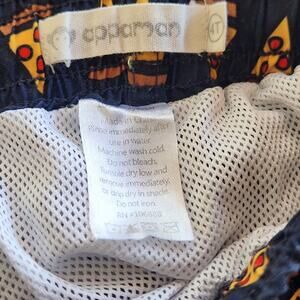 appaman
4T
Made in China
Rinse immediately after
use in water.
Machine wash cold.
Do not bleach.
Tumble dry low and
remove immediately,
or drip dry in shade.
Do not iron.